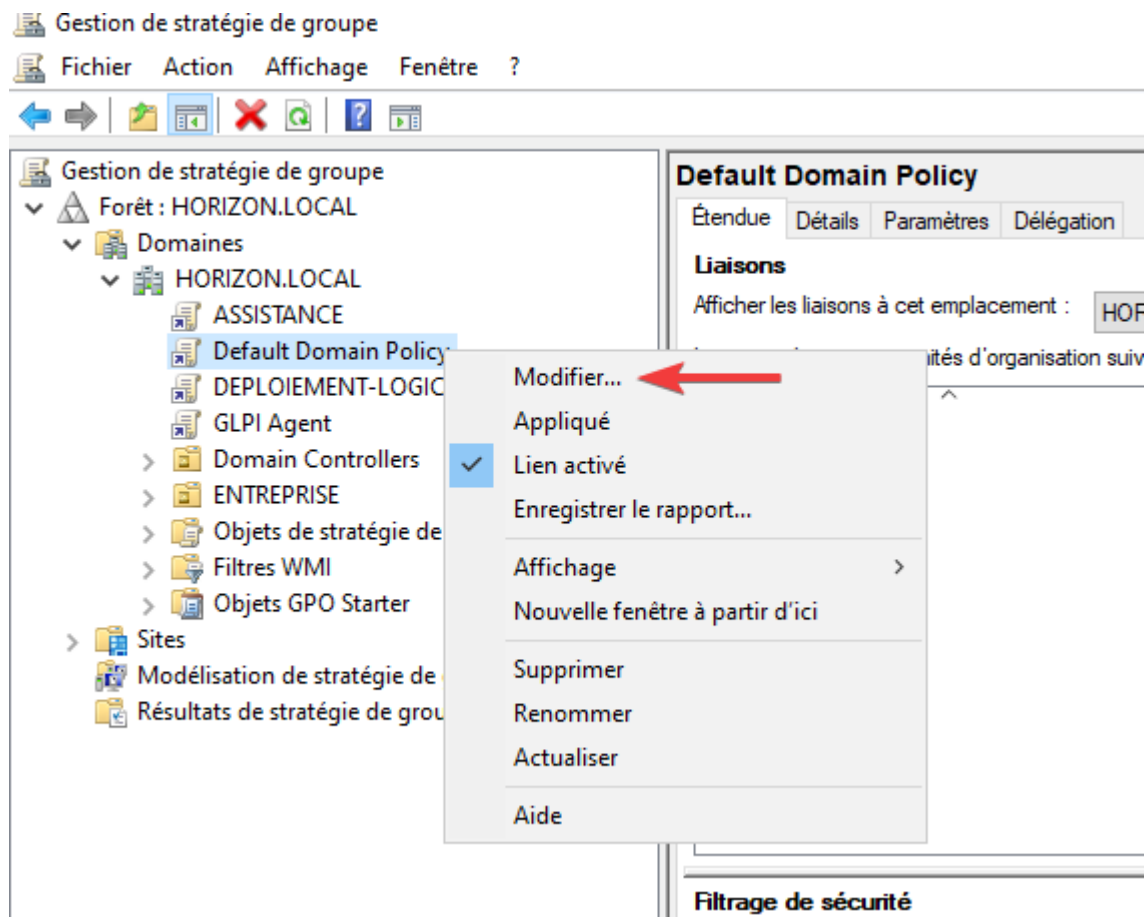 Gestion de stratégie de groupe
Fichier Action Affichage Fenêtre ?
Gestion de stratégie de groupe
Forêt : HORIZON.LOCAL
Domaines
HORIZON.LOCAL
ASSISTANCE
Default Domain Policy
DEPLOIEMENT-LOGIC
GLPI Agent
Domain Controllers
ENTREPRISE
Objets de stratégie de
Filtres WMI
Objets GPO Starter
Sites
Modélisation de stratégie de
Résultats de stratégie de grou
Modifier...
Appliqué
Lien activé
Enregistrer le rapport...
Affichage
Nouvelle fenêtre à partir d'ici
Supprimer
Renommer
Actualiser
Aide
Default Domain Policy
Étendue Détails Paramètres Délégation
Liaisons
Afficher les liaisons à cet emplacement : HOR
d'organisation suiv
Filtrage de sécurité